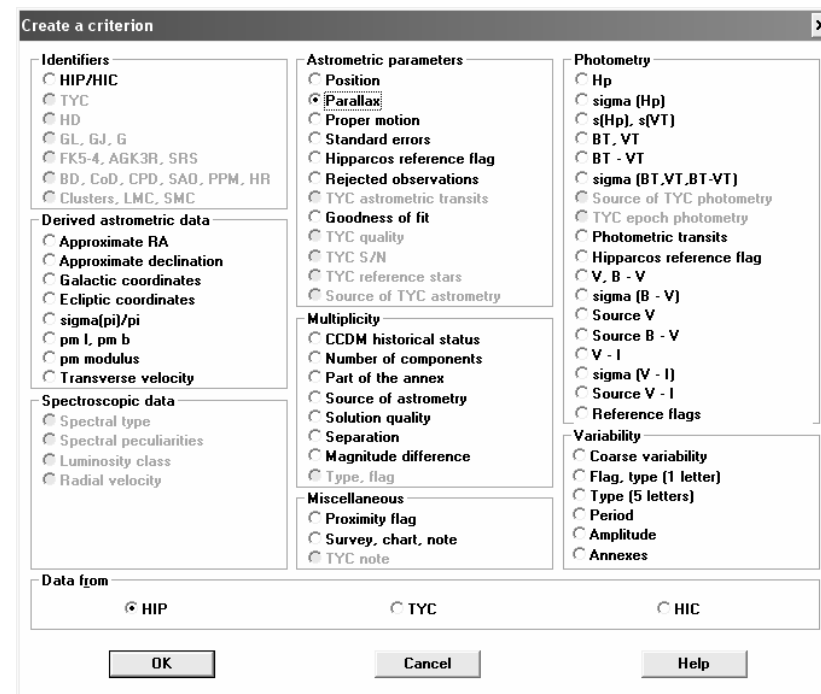 Create a criterion
Identifiers
HIP/HIC
TYC
HD
GL, GJ, G
FK5-4, AGK3R, SRS
BD, CoD, CPD, SAO, PPM, HR
Clusters, LMC, SMC
Derived astrometric data
Approximate RA
Approximate declination
Galactic coordinates
Ecliptic coordinates
sigma(pi)/pi
pm l, pm b
pm modulus
Transverse velocity
Spectroscopic data
Spectral type
Spectral peculiarities
Luminosity class
Radial velocity
Astrometric parameters
Position
Parallax
Proper motion
Standard errors
Hipparcos reference flag
Rejected observations
TYC astrometric transits
Goodness of fit
TYC quality
TYC S/N
TYC reference stars
Source of TYC astrometry
Multiplicity
CCDM historical status
Number of components
Part of the annex
Source of astrometry
Solution quality
Separation
Magnitude difference
Type, flag
Miscellaneous
Proximity flag
Survey, chart, note
TYC note
Photometry
Hp
sigma (Hp)
s(Hp), s(VT)
BT, VT
BT - VT
sigma (BT,VT,BT-VT)
Source of TYC photometry
TYC epoch photometry
Photometric transits
Hipparcos reference flag
V, B - V
sigma (B - V)
Source V
Source B - V
V - I
sigma (V - I)
Source V - I
Reference flags
Variability
Coarse variability
Flag, type (1 letter)
Type (5 letters)
Period
Amplitude
Annexes
Data from
HIP TYC HIC
OK Cancel Help